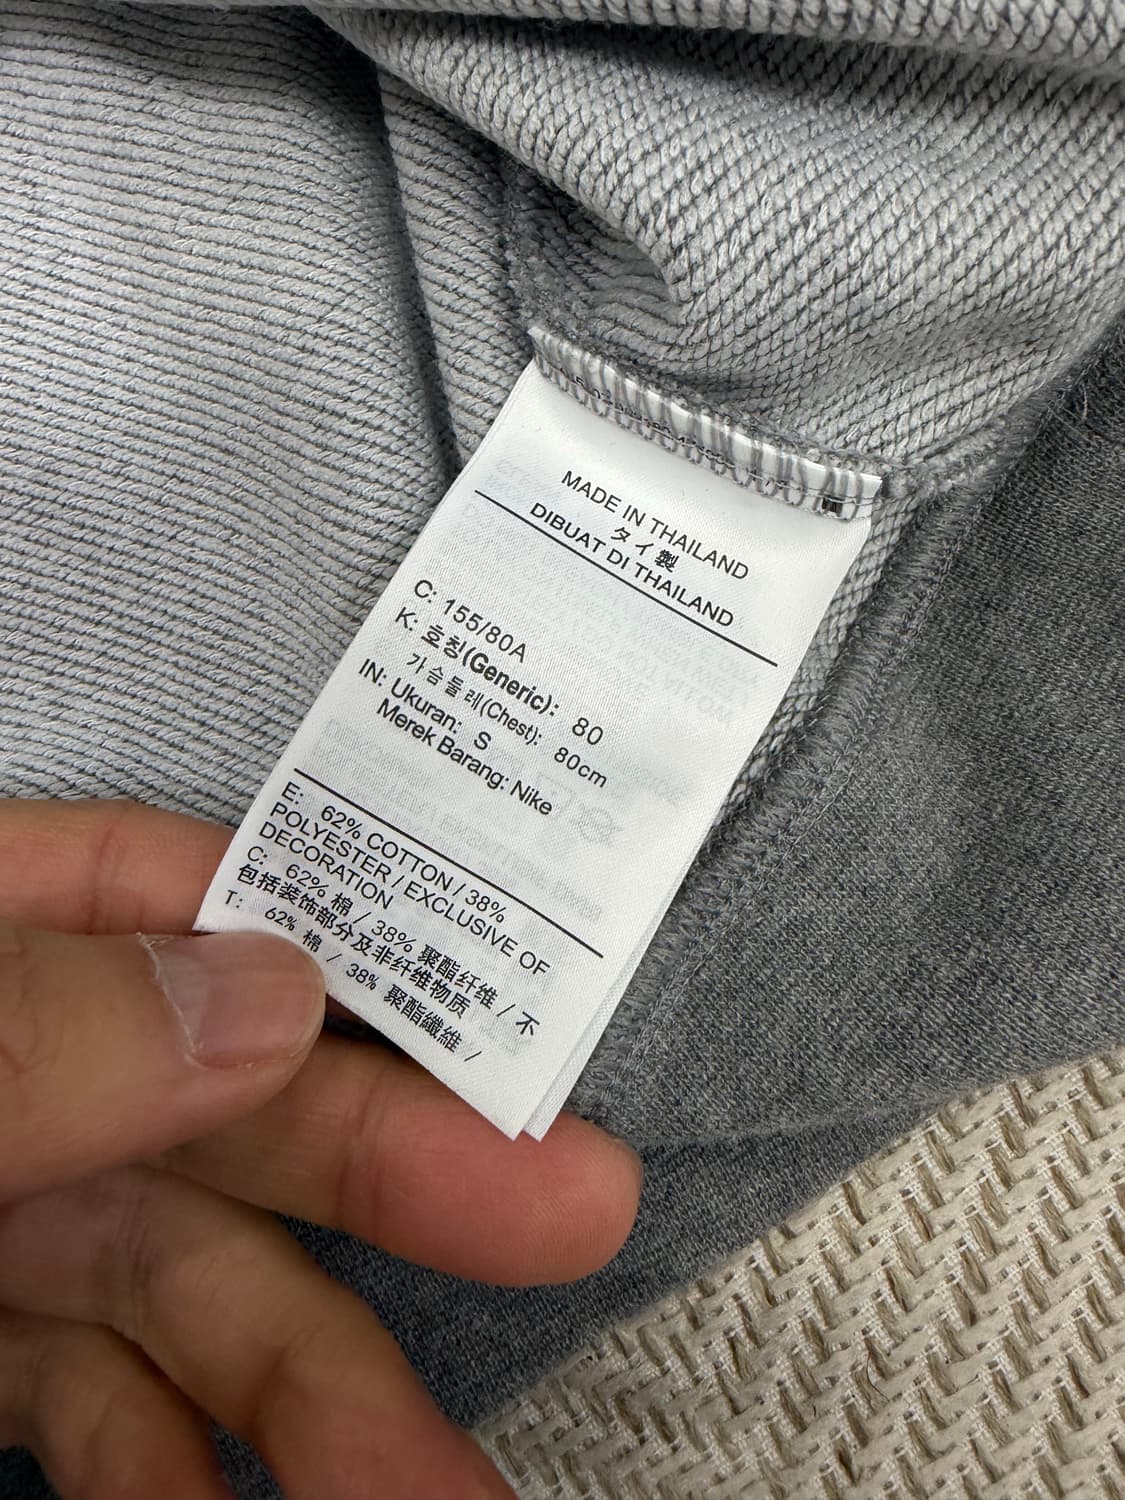 MADE IN THAILAND
タイ製
DIBUAT DI THAILAND
C: 155/80A
K: 호칭(Generic): 80
가슴둘레(Chest): 80cm
IN: Ukuran: S
Merek Barang: Nike
E: 62% COTTON / 38%
POLYESTER / EXCLUSIVE OF
DECORATION
C: 62% 棉 / 38% 聚酯纤维 / 不
包括装饰部分及非纤维物质
T: 62% 棉 / 38% 聚酯纖維 /